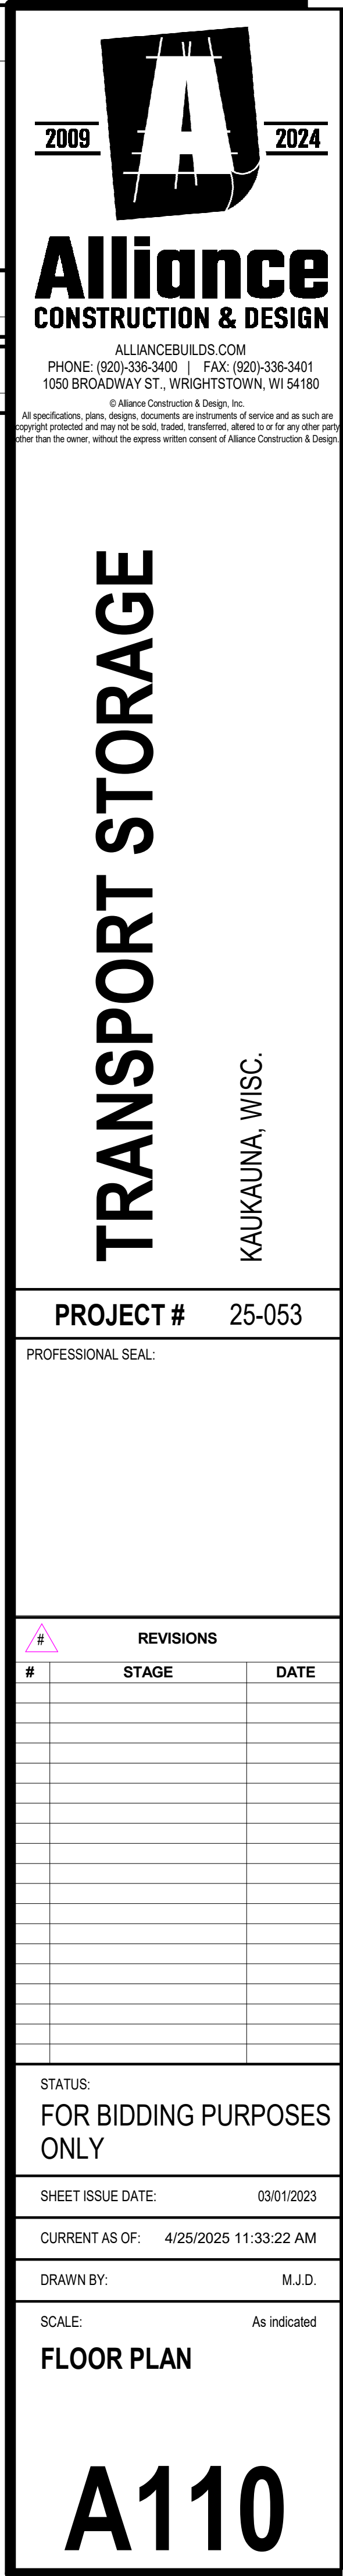 2009
A
2024
Alliance
CONSTRUCTION & DESIGN
ALLIANCEBUILDS.COM
PHONE: (920)-336-3400 | FAX: (920)-336-3401
1050 BROADWAY ST., WRIGHTSTOWN, WI 54180
© Alliance Construction & Design, Inc.
All specifications, plans, designs, documents are instruments of service and as such are
copyright protected and may not be sold, traded, transferred, altered to or for any other party
other than the owner, without the express written consent of Alliance Construction & Design.
TRANSPORT STORAGE
KAUKAUNA, WISC.
PROJECT # 25-053
PROFESSIONAL SEAL:
# REVISIONS
# STAGE DATE
STATUS:
FOR BIDDING PURPOSES
ONLY
SHEET ISSUE DATE: 03/01/2023
CURRENT AS OF: 4/25/2025 11:33:22 AM
DRAWN BY: M.J.D.
SCALE: As indicated
FLOOR PLAN
A110